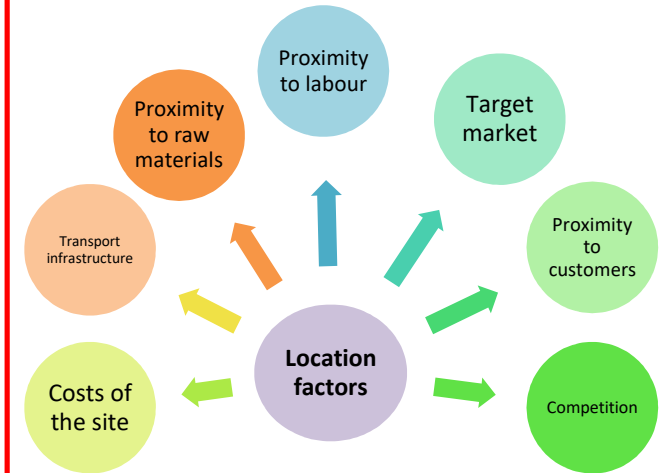 Proximity
to labour
Proximity
to raw
materials
Target
market
Transport
infrastructure
Proximity
to
customers
Location
factors
Costs of
the site
Competition